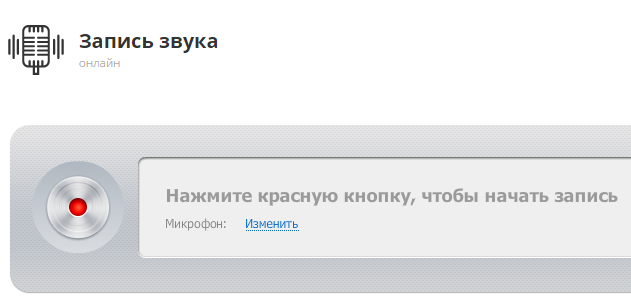 Запись звука
онлайн
Нажмите красную кнопку, чтобы начать запись
Микрофон: Изменить